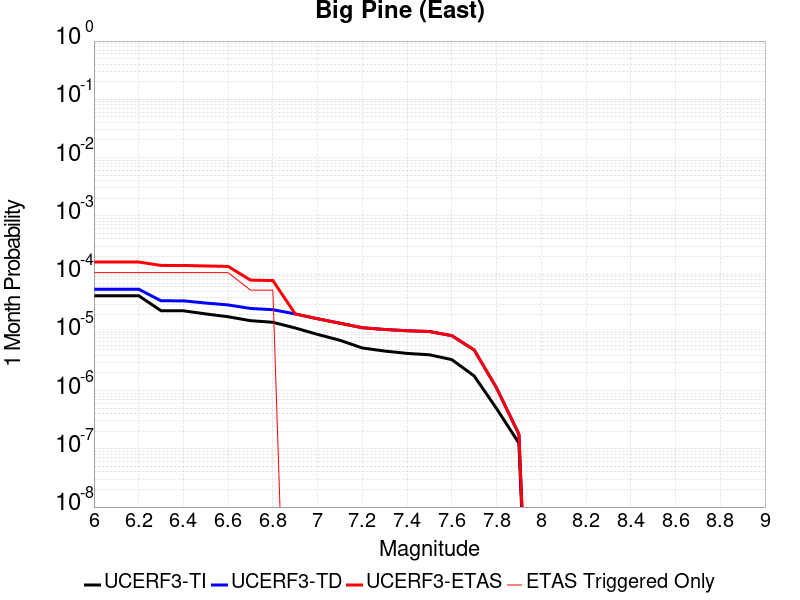 Big Pine (East)
1 Month Probability
10^0
10^-1
10^-2
10^-3
10^-4
10^-5
10^-6
10^-7
10^-8
6 6.2 6.4 6.6 6.8 7 7.2 7.4 7.6 7.8 8 8.2 8.4 8.6 8.8 9
Magnitude
UCERF3-TI UCERF3-TD UCERF3-ETAS ETAS Triggered Only